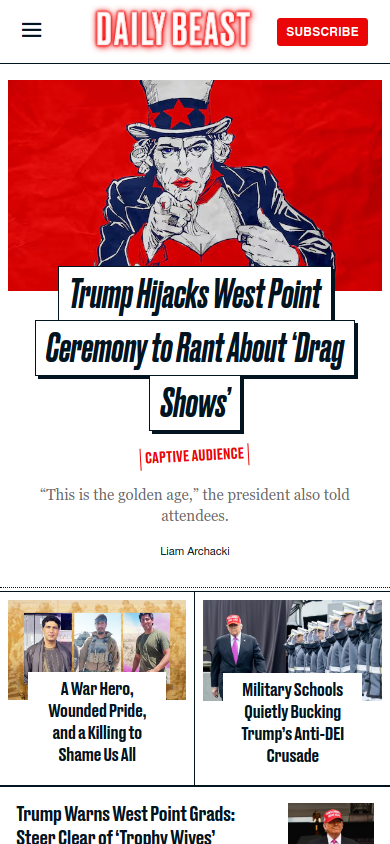 DAILY BEAST
SUBSCRIBE
Trump Hijacks West Point
Ceremony to Rant About ‘Drag
Shows’
CAPTIVE AUDIENCE
“This is the golden age,” the president also told
attendees.
Liam Archacki
A War Hero,
Wounded Pride,
and a Killing to
Shame Us All
Military Schools
Quietly Bucking
Trump’s Anti-DEI
Crusade
Trump Warns West Point Grads:
Steer Clear of ‘Trophy Wives’